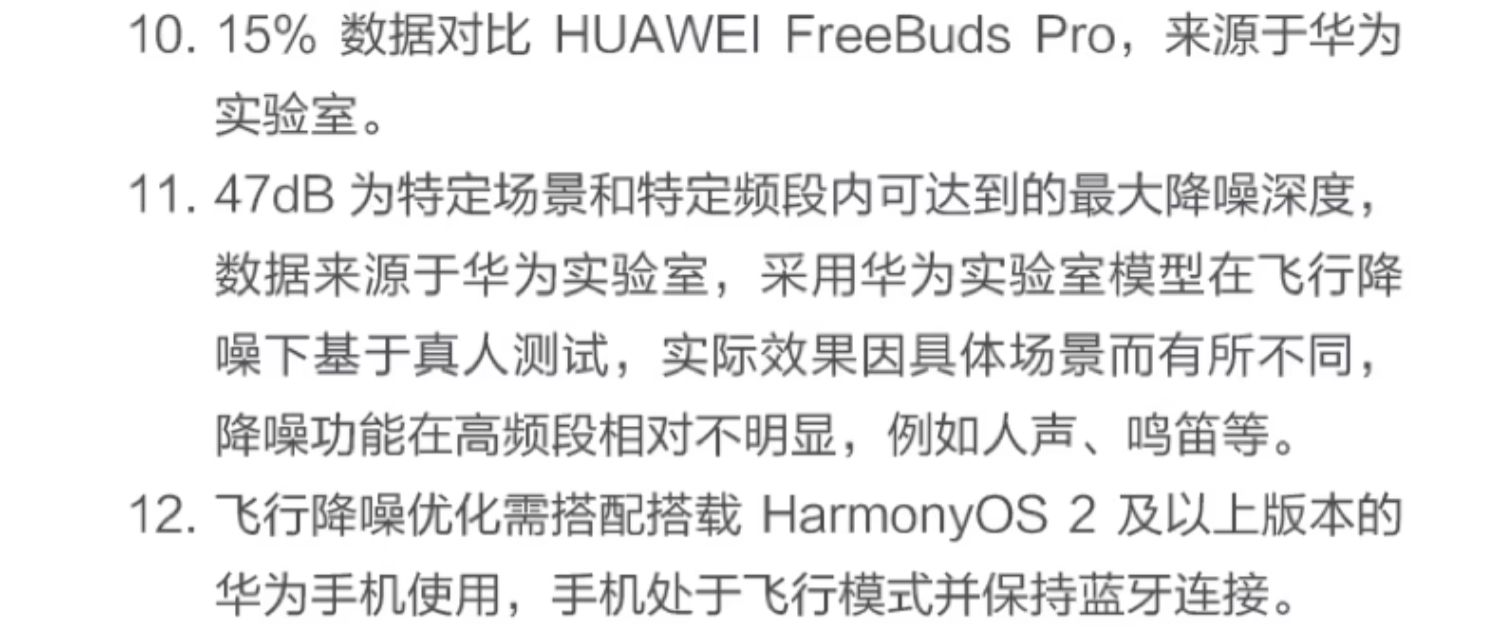 10. 15% 数据对比 HUAWEI FreeBuds Pro，来源于华为
实验室。
11. 47dB 为特定场景和特定频段内可达到的最大降噪深度，
数据来源于华为实验室，采用华为实验室模型在飞行降
噪下基于真人测试，实际效果因具体场景而有所不同，
降噪功能在高频段相对不明显，例如人声、鸣笛等。
12. 飞行降噪优化需搭配搭载 HarmonyOS 2 及以上版本的
华为手机使用，手机处于飞行模式并保持蓝牙连接。